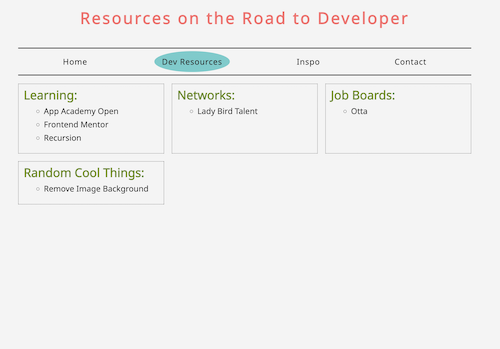 Resources on the Road to Developer
Home Dev Resources Inspo Contact
Learning:
App Academy Open
Frontend Mentor
Recursion
Networks:
Lady Bird Talent
Job Boards:
Otta
Random Cool Things:
Remove Image Background